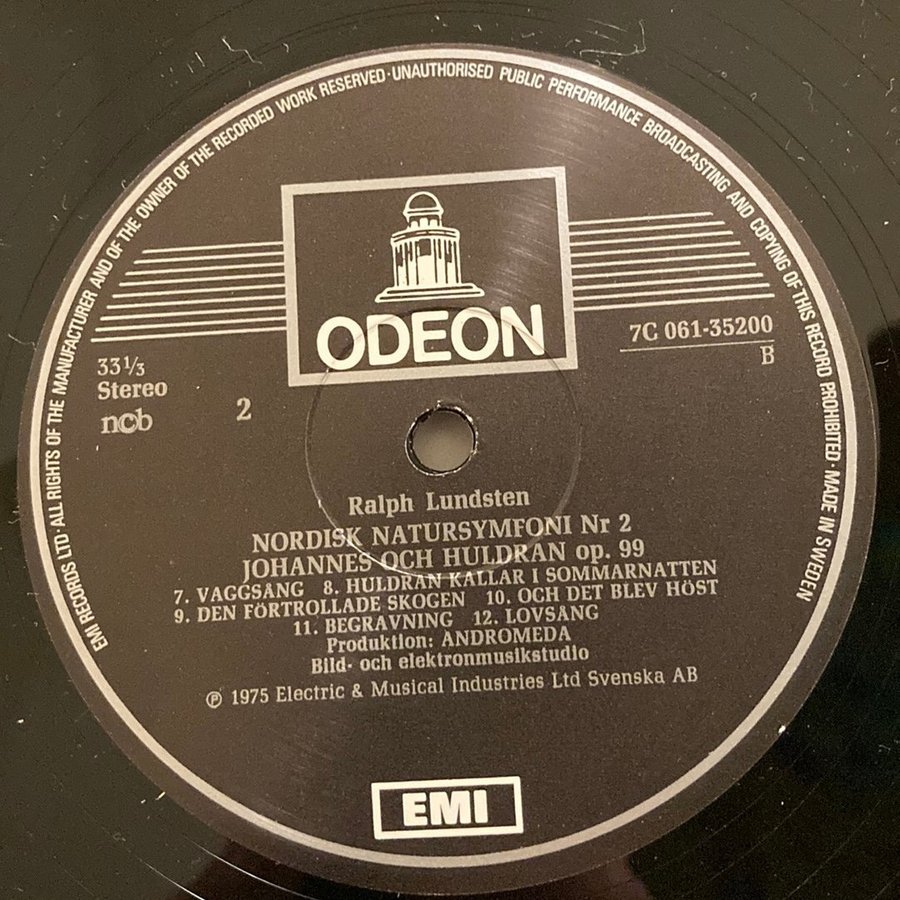 EMI RECORDS LTD · ALL RIGHTS OF THE MANUFACTURER AND OF THE OWNER OF THE RECORDED WORK RESERVED · UNAUTHORISED PUBLIC PERFORMANCE BROADCASTING AND COPYING OF THIS RECORD PROHIBITED · MADE IN SWEDEN
ODEON
7C 061-35200
B
33 1/3
Stereo
ncb
2
Ralph Lundsten
NORDISK NATURSYMFONI Nr 2
JOHANNES OCH HULDRAN op. 99
7. VAGGSÅNG 8. HULDRAN KALLAR I SOMMARNATTEN
9. DEN FÖRTROLLADE SKOGEN 10. OCH DET BLEV HÖST
11. BEGRAVNING 12. LOVSÅNG
Produktion: ANDROMEDA
Bild- och elektronmusikstudio
℗ 1975 Electric & Musical Industries Ltd Svenska AB
EMI